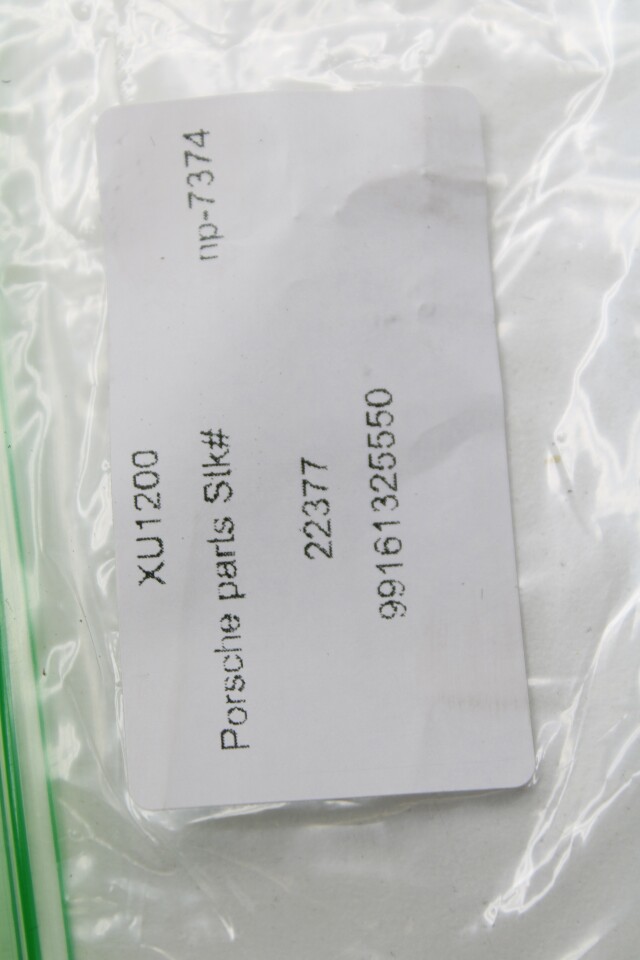 XU1200
Porsche parts Stk# np-7374
22377
99161325550